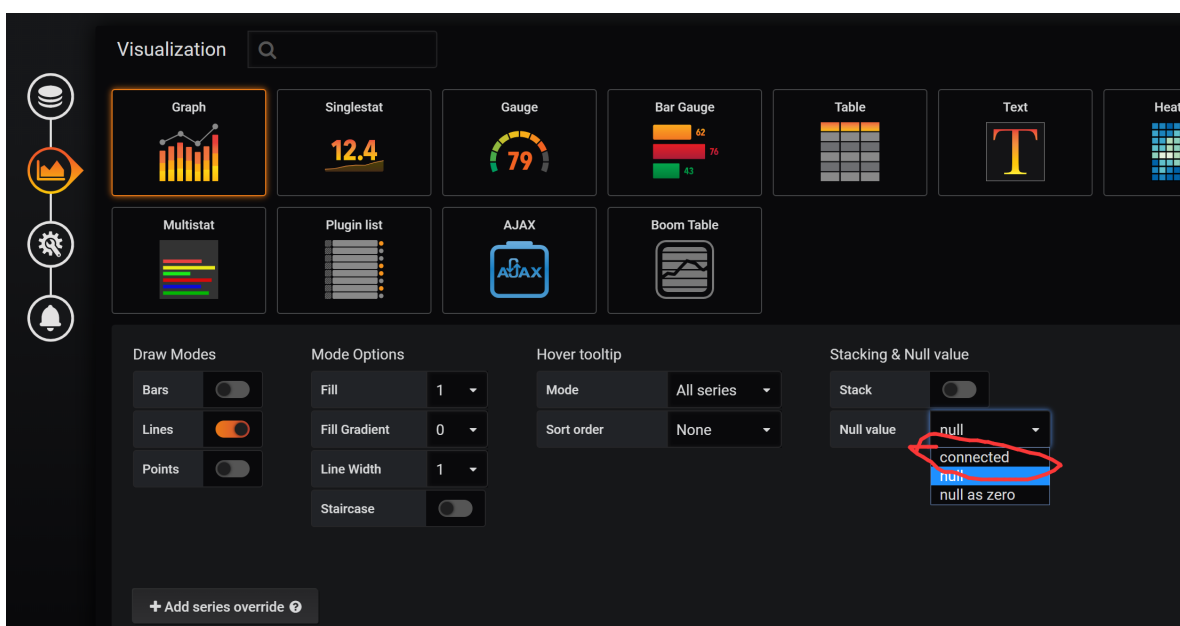 Visualization
Graph Singlestat Gauge Bar Gauge Table Text Heat
12.4 79 62 76 43 T
Multistat Plugin list AJAX Boom Table
AJAX
Draw Modes Mode Options Hover tooltip Stacking & Null value
Bars Fill 1 Mode All series Stack
Lines Fill Gradient 0 Sort order None Null value null
connected
Points Line Width 1 null
null as zero
Staircase
+ Add series override ?